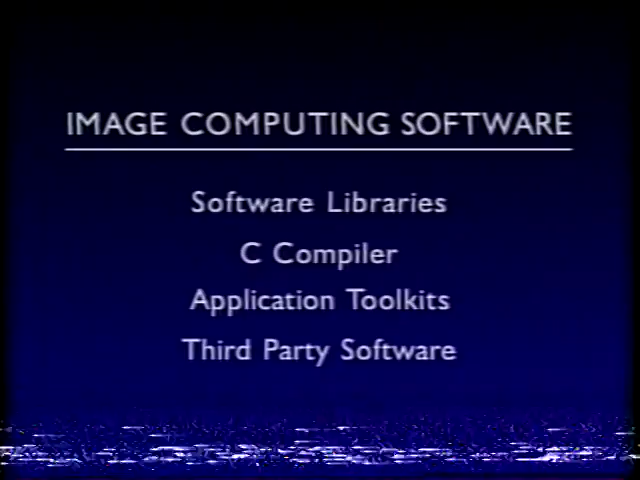 IMAGE COMPUTING SOFTWARE
Software Libraries
C Compiler
Application Toolkits
Third Party Software